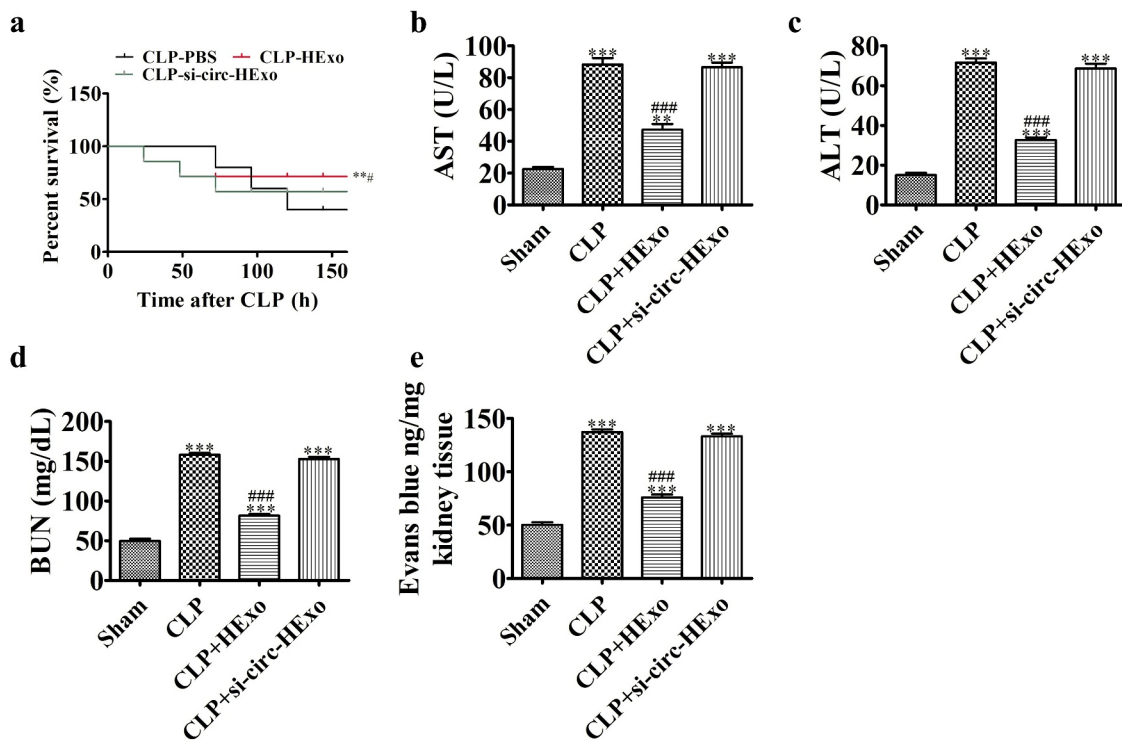 a
CLP-PBS CLP-HExo
CLP-si-circ-HExo
Percent survival (%)
150
100
50
0
**#
0 50 100 150
Time after CLP (h)
b
AST (U/L)
100
80
60
40
20
0
***
###
**
***
Sham
CLP
CLP+HExo
CLP+si-circ-HExo
c
ALT (U/L)
80
60
40
20
0
***
###
***
***
Sham
CLP
CLP+HExo
CLP+si-circ-HExo
d
BUN (mg/dL)
200
150
100
50
0
***
###
***
***
Sham
CLP
CLP+HExo
CLP+si-circ-HExo
e
Evans blue ng/mg
kidney tissue
150
100
50
0
***
###
***
***
Sham
CLP
CLP+HExo
CLP+si-circ-HExo